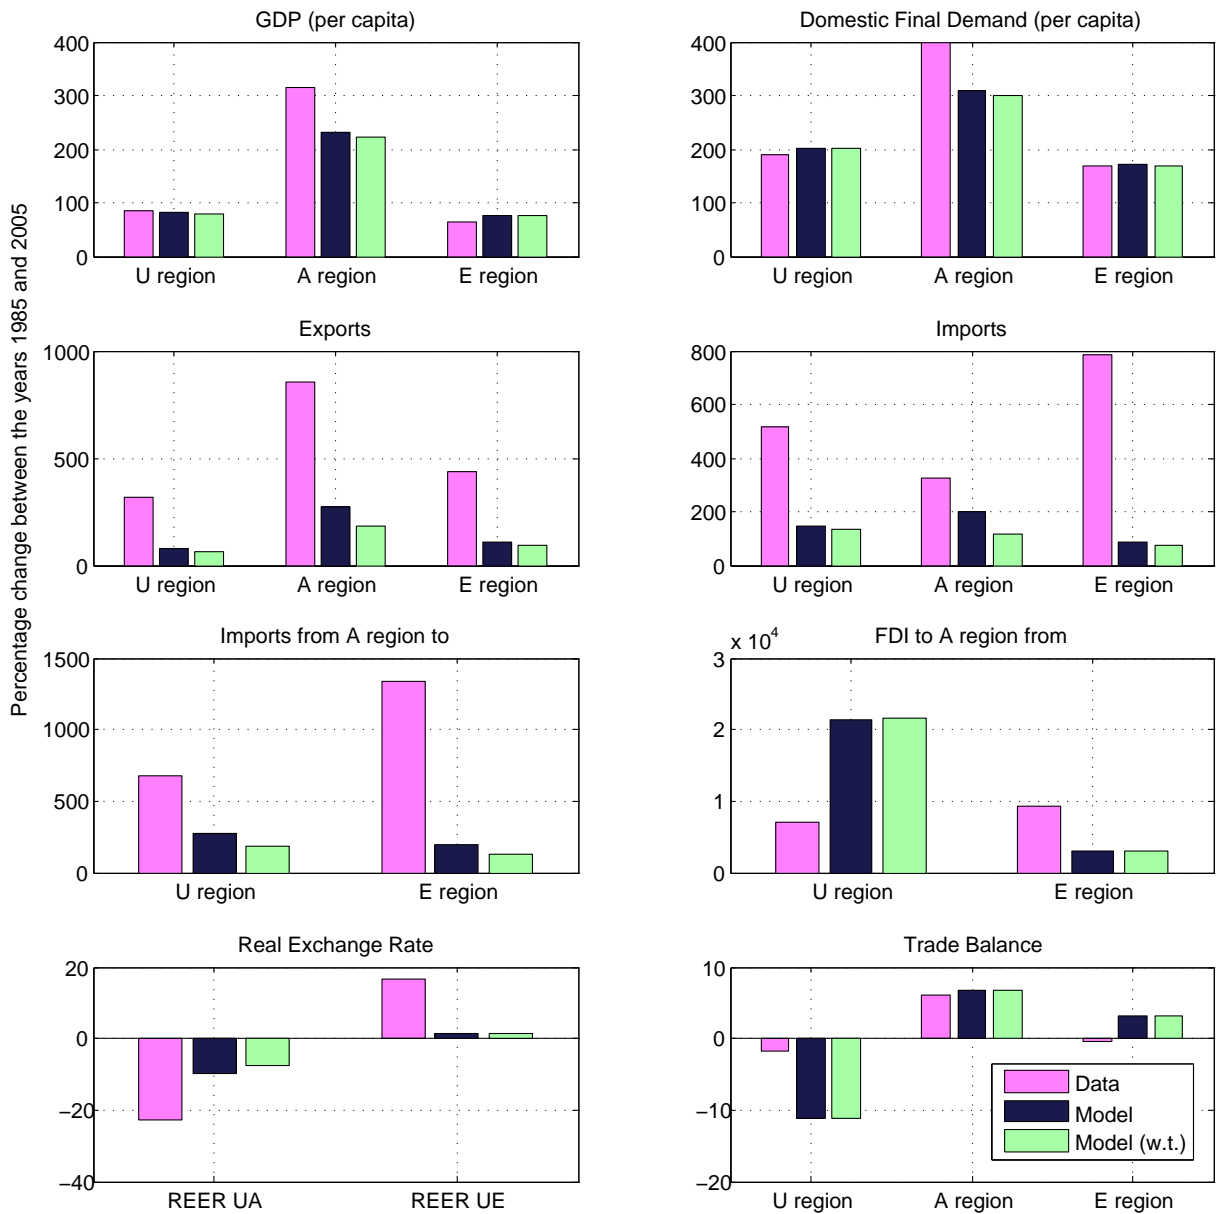 Percentage change between the years 1985 and 2005
GDP (per capita)
400
300
200
100
0
U region A region E region
Domestic Final Demand (per capita)
400
300
200
100
0
U region A region E region
Exports
1000
500
0
U region A region E region
Imports
800
600
400
200
0
U region A region E region
Imports from A region to
1500
1000
500
0
U region E region
FDI to A region from
x 10^4
3
2
1
0
U region E region
Real Exchange Rate
20
0
−20
−40
REER UA REER UE
Trade Balance
10
0
−10
−20
U region A region E region
Data
Model
Model (w.t.)